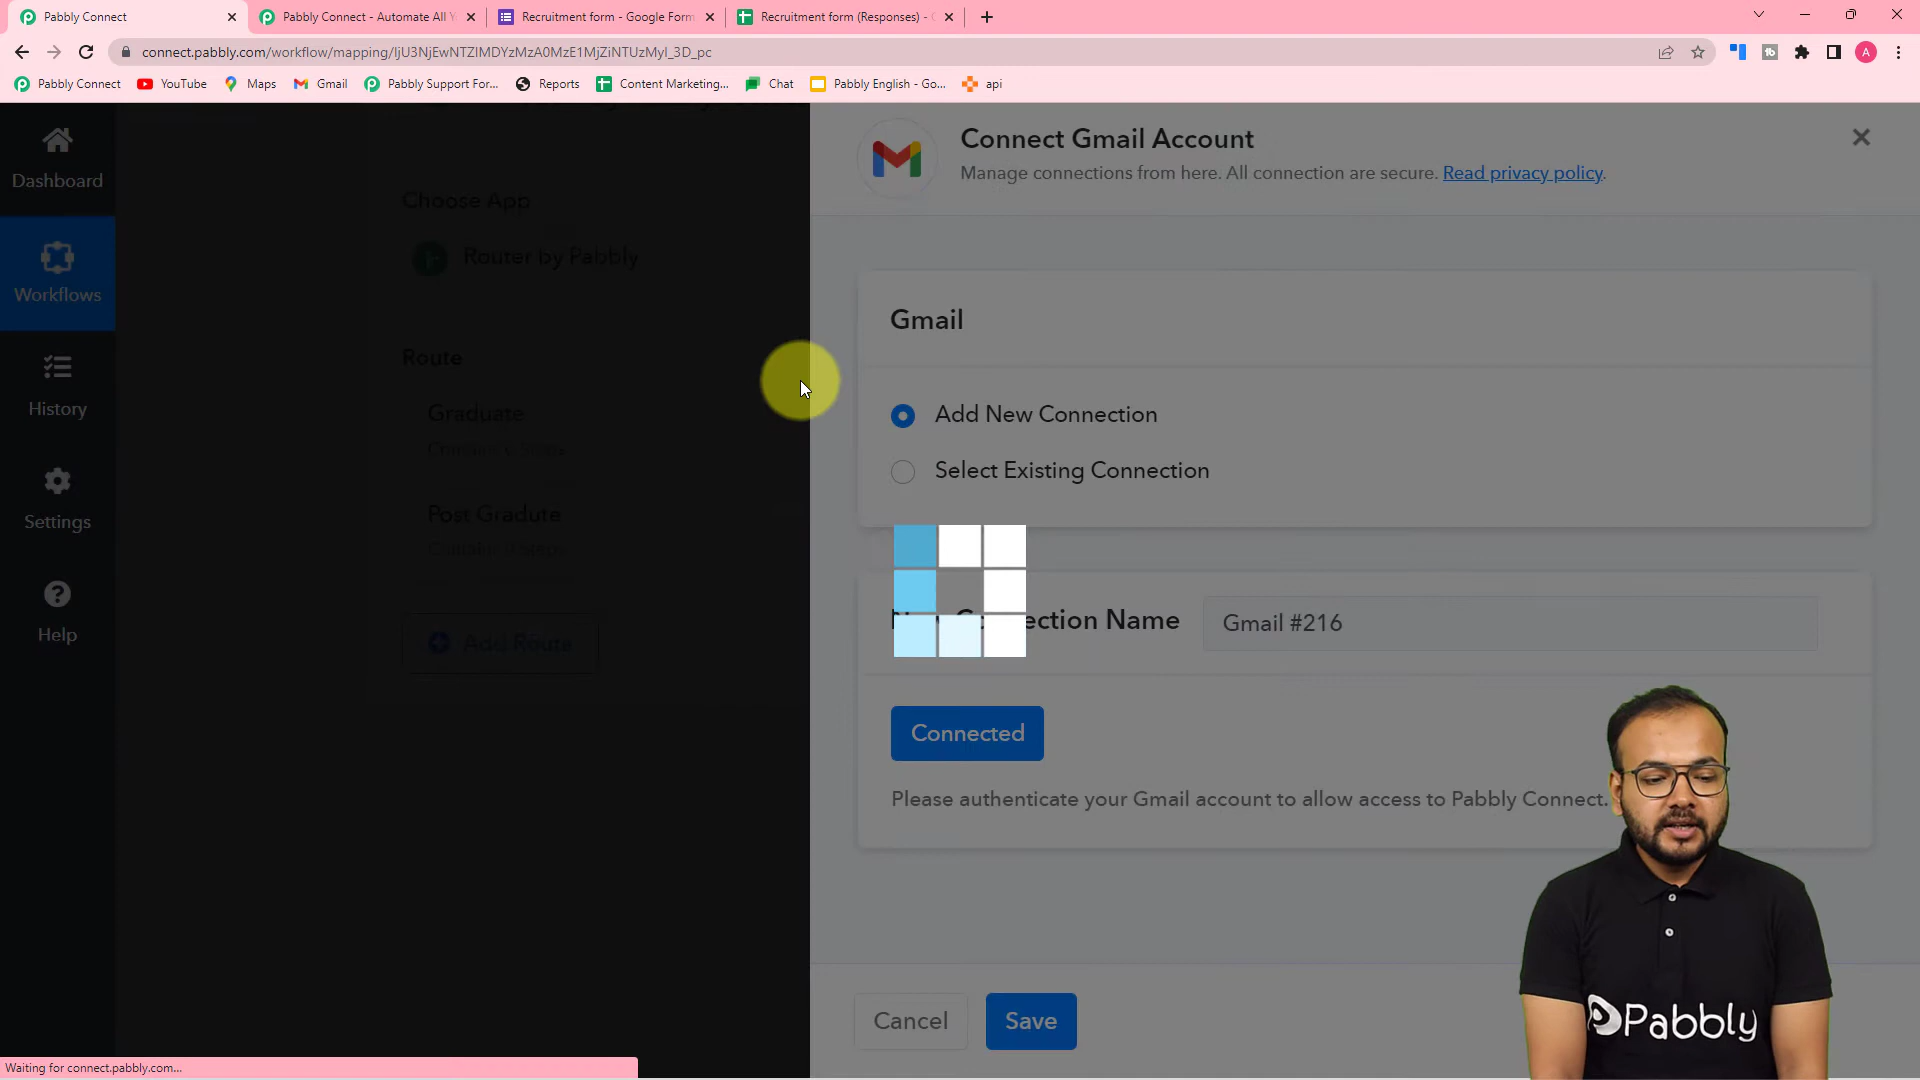 Pabbly Connect
Pabbly Connect - Automate All Y
Recruitment form - Google Form
Recruitment form (Responses) -
connect.pabbly.com/workflow/mapping/IjU3NjEwNTZlMDYzMzA0MzE1MjZiNTUzMyI_3D_pc
A
Pabbly Connect
YouTube
Maps
Gmail
Pabbly Support For...
Reports
Content Marketing...
Chat
Pabbly English - Go...
api
Dashboard
Workflows
History
Settings
Help
Choose App
Router by Pabbly
Route
Graduate
Post Gradute
Add Route
Connect Gmail Account
Manage connections from here. All connection are secure. Read privacy policy.
Gmail
Add New Connection
Select Existing Connection
Connection Name
Gmail #216
Connected
Please authenticate your Gmail account to allow access to Pabbly Connect.
Cancel
Save
Pabbly
Waiting for connect.pabbly.com...